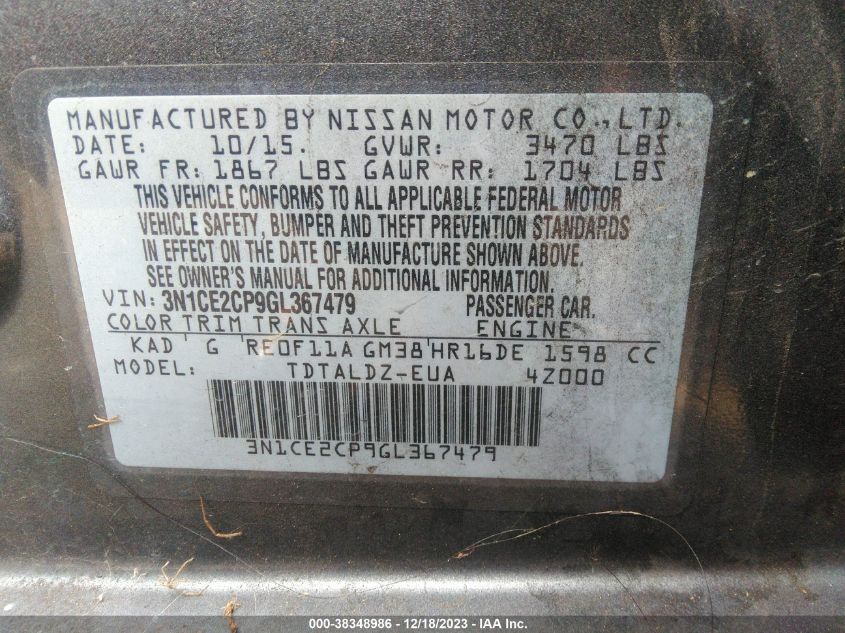 MANUFACTURED BY NISSAN MOTOR CO.,LTD.
DATE: 10/15. GVWR: 3470 LBS
GAWR FR: 1867 LBS GAWR RR: 1704 LBS
THIS VEHICLE CONFORMS TO ALL APPLICABLE FEDERAL MOTOR
VEHICLE SAFETY, BUMPER AND THEFT PREVENTION STANDARDS
IN EFFECT ON THE DATE OF MANUFACTURE SHOWN ABOVE.
SEE OWNER'S MANUAL FOR ADDITIONAL INFORMATION.
VIN: 3N1CE2CP9GL367479 PASSENGER CAR.
COLOR TRIM TRANS AXLE ENGINE
KAD ' G 'RE0F11A GM38'HR16DE 1598 CC
MODEL: TDTALDZ-EUA 4Z000
3N1CE2CP9GL367479
000-38348986 - 12/18/2023 - IAA Inc.